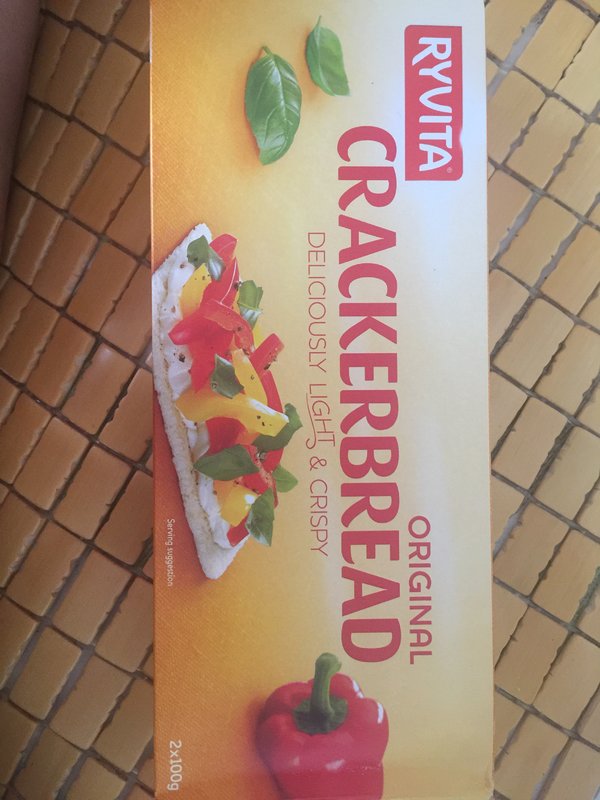 RYVITA®
ORIGINAL
CRACKERBREAD
DELICIOUSLY LIGHT & CRISPY
Serving suggestion
2x100g